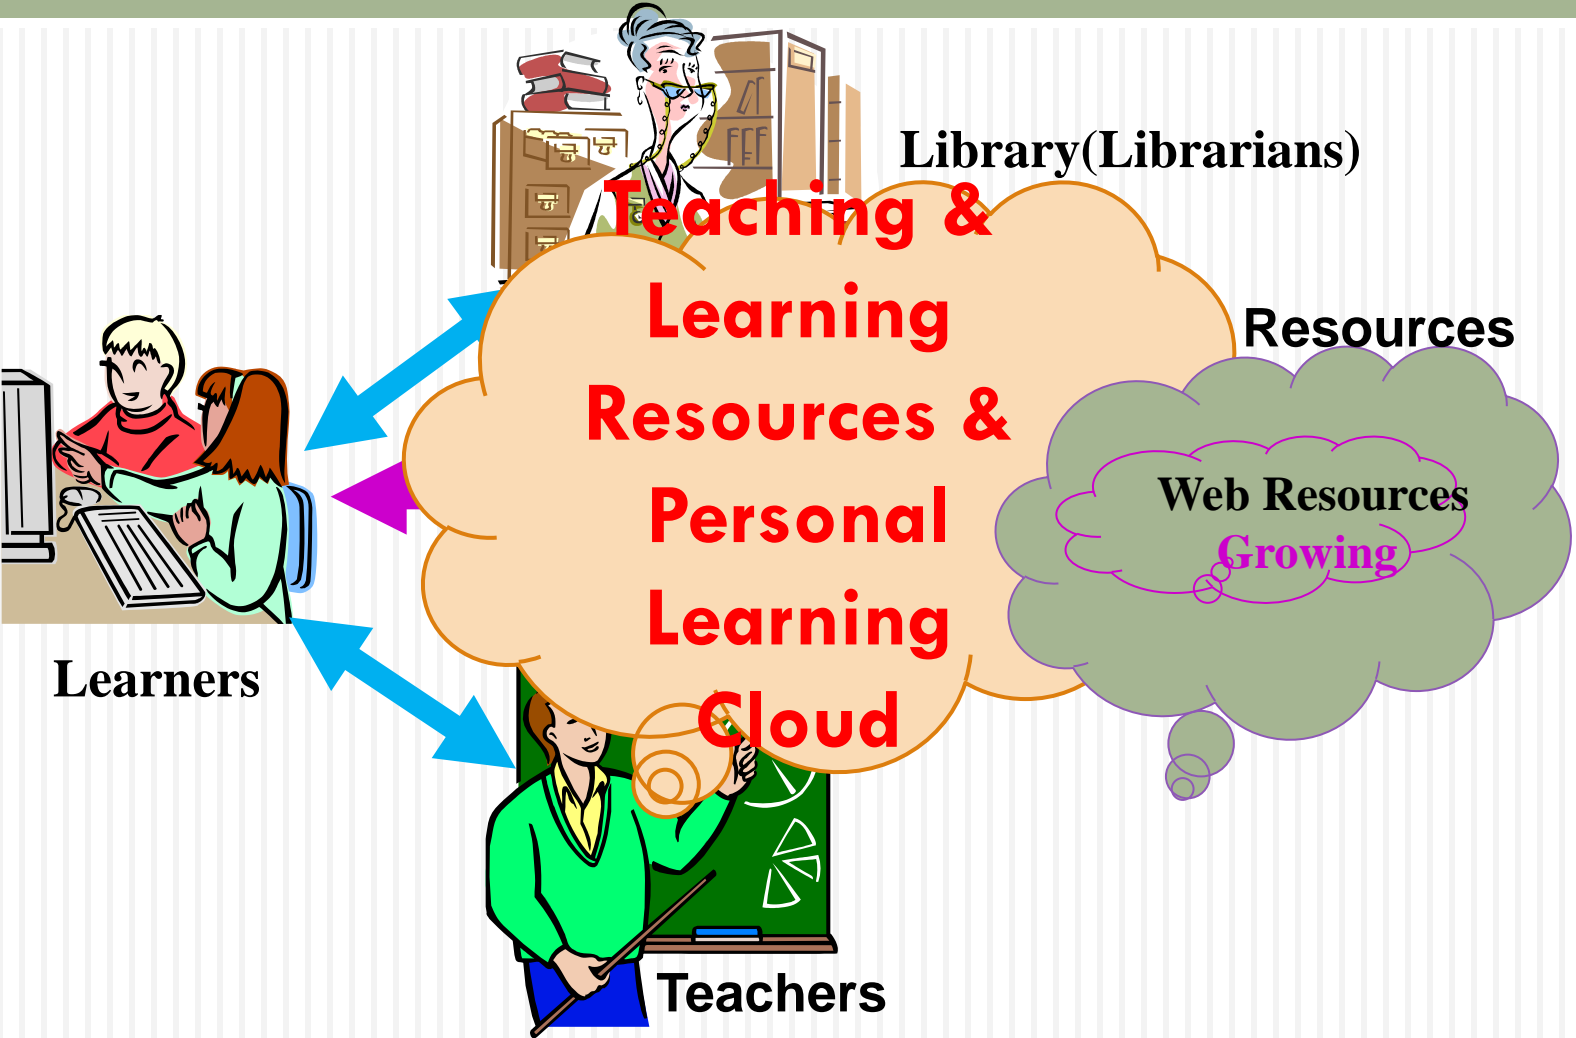 Library(Librarians)
Teaching &
Learning
Resources &
Personal
Learning
Cloud
Resources
Web Resources
Growing
Learners
Teachers